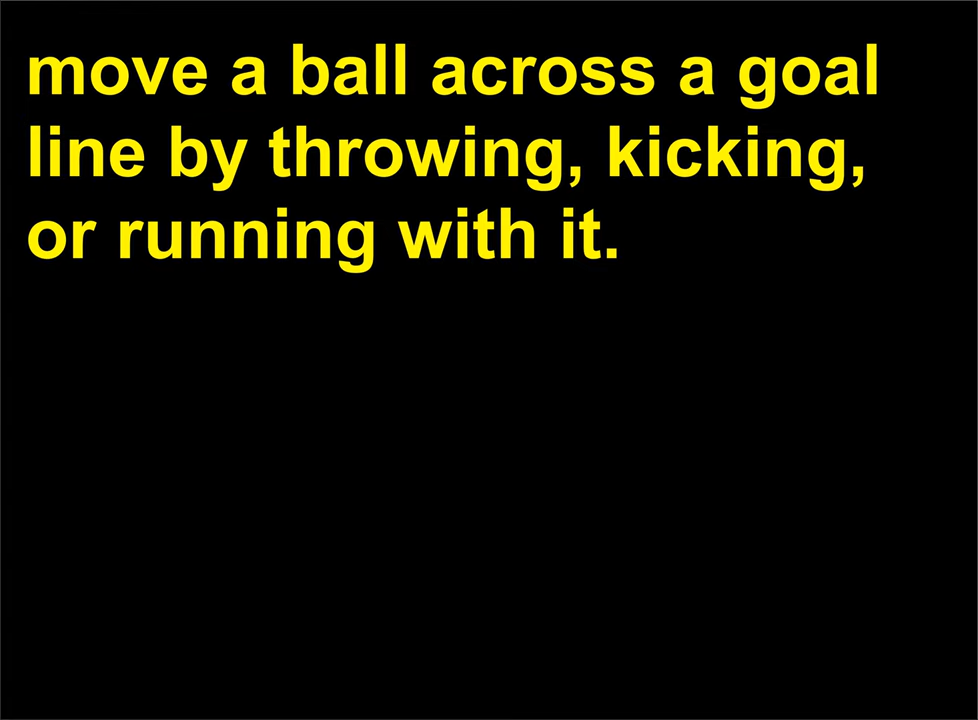 move a ball across a goal
line by throwing, kicking,
or running with it.